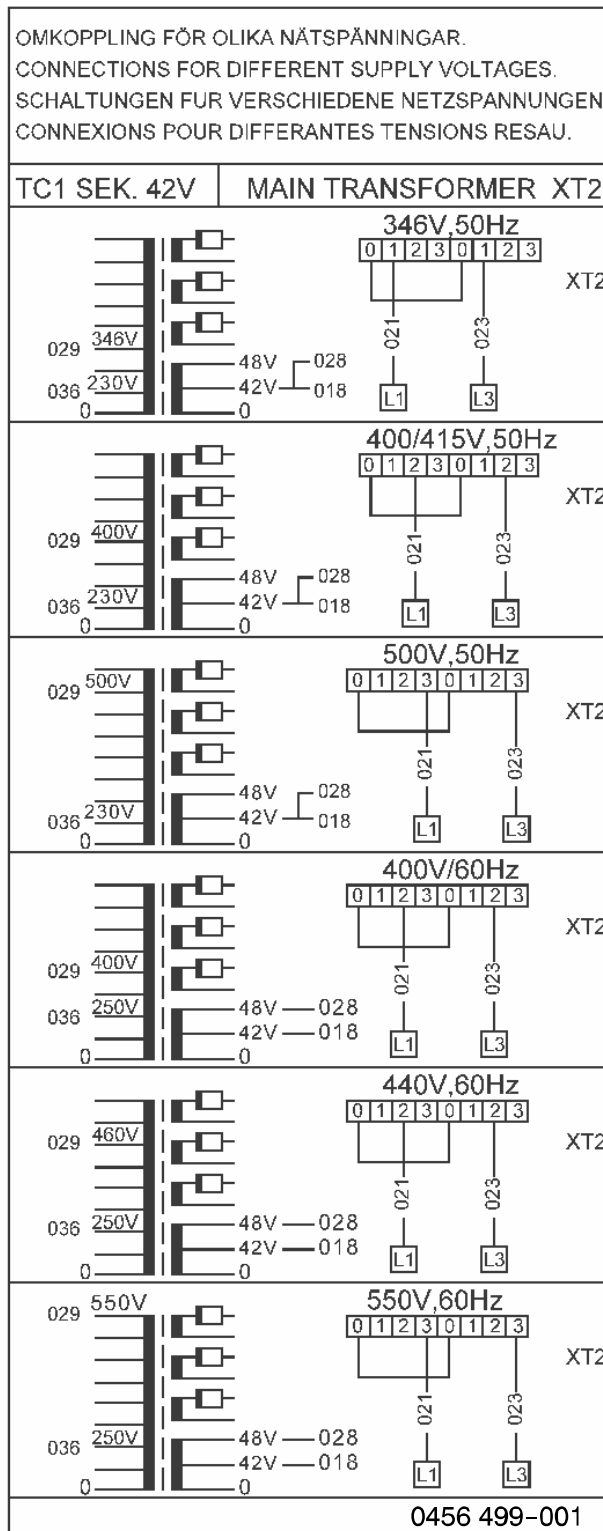 OMKOPPLING FÖR OLIKA NÄTSPÄNNINGAR.
CONNECTIONS FOR DIFFERENT SUPPLY VOLTAGES.
SCHALTUNGEN FUR VERSCHIEDENE NETZSPANNUNGEN
CONNEXIONS POUR DIFFERANTES TENSIONS RESAU.
TC1 SEK. 42V MAIN TRANSFORMER XT2
346V,50Hz
0 1 2 3 0 1 2 3
XT2
021 023
029 346V
48V 028
036 230V 42V 018
0 0
L1 L3
400/415V,50Hz
0 1 2 3 0 1 2 3
XT2
029 400V
021 023
48V 028
036 230V 42V 018
0 0
L1 L3
500V,50Hz
0 1 2 3 0 1 2 3
029 500V
XT2
021 023
48V 028
036 230V 42V 018
0 0
L1 L3
400V/60Hz
0 1 2 3 0 1 2 3
XT2
029 400V
021 023
036 250V 48V 028
42V 018
0 0
L1 L3
440V,60Hz
0 1 2 3 0 1 2 3
029 460V
XT2
021 023
036 250V 48V 028
42V 018
0 0
L1 L3
550V,60Hz
029 550V
0 1 2 3 0 1 2 3
XT2
021 023
036 250V 48V 028
42V 018
0 0
L1 L3
0456 499-001